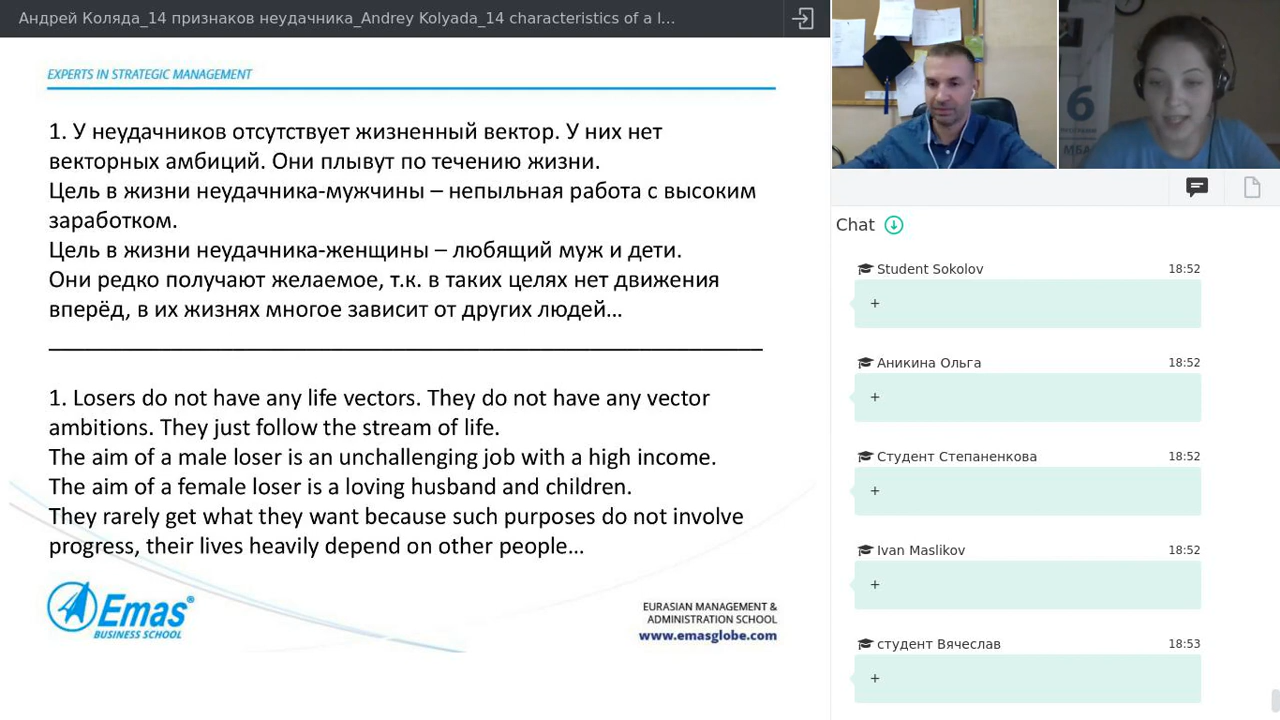 Андрей Коляда_14 признаков неудачника_Andrey Kolyada_14 characteristics of a l...
EXPERTS IN STRATEGIC MANAGEMENT
1. У неудачников отсутствует жизненный вектор. У них нет
векторных амбиций. Они плывут по течению жизни.
Цель в жизни неудачника-мужчины – непыльная работа с высоким
заработком.
Цель в жизни неудачника-женщины – любящий муж и дети.
Они редко получают желаемое, т.к. в таких целях нет движения
вперёд, в их жизнях многое зависит от других людей...
1. Losers do not have any life vectors. They do not have any vector
ambitions. They just follow the stream of life.
The aim of a male loser is an unchallenging job with a high income.
The aim of a female loser is a loving husband and children.
They rarely get what they want because such purposes do not involve
progress, their lives heavily depend on other people...
Emas®
BUSINESS SCHOOL
EURASIAN MANAGEMENT &
ADMINISTRATION SCHOOL
www.emasglobe.com
6
МБА
Chat
Student Sokolov 18:52
+
Аникина Ольга 18:52
+
Студент Степаненкова 18:52
+
Ivan Maslikov 18:52
+
студент Вячеслав 18:53
+